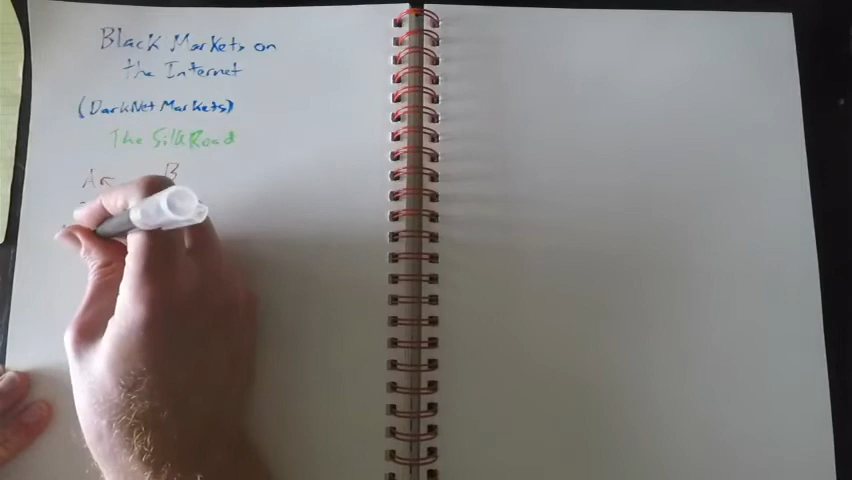 Black Markets on
the Internet
(DarkNet Markets)
The Silk Road
B